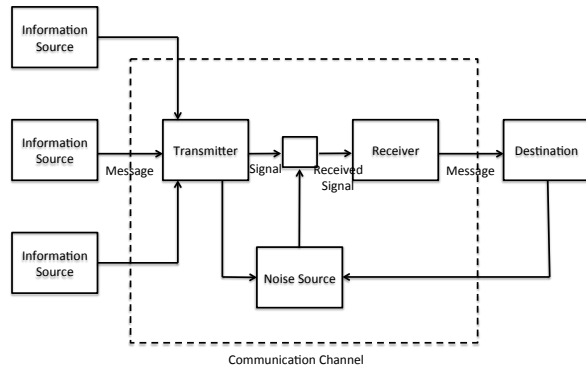 Information
Source
Information
Source
Message
Transmitter
Signal
Received
Signal
Receiver
Message
Destination
Information
Source
Noise Source
Communication Channel